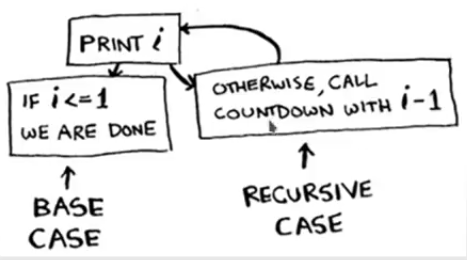 PRINT i
IF i<=1
WE ARE DONE
OTHERWISE, CALL
COUNTDOWN WITH i-1
BASE
CASE
RECURSIVE
CASE